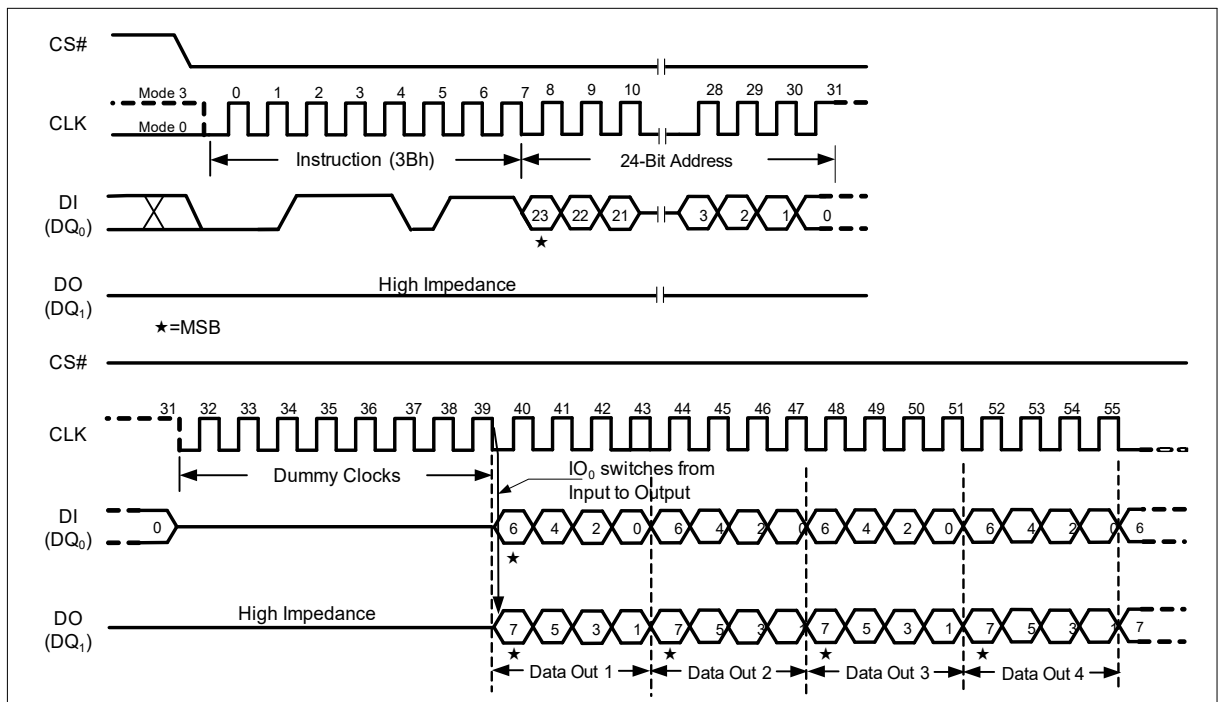 CS#
Mode 3
0 1 2 3 4 5 6 7 8 9 10 28 29 30 31
CLK
Mode 0
Instruction (3Bh) 24-Bit Address
DI
(DQ0)
23 22 21 3 2 1 0
★
DO
(DQ1)
High Impedance
★=MSB
CS#
31 32 33 34 35 36 37 38 39 40 41 42 43 44 45 46 47 48 49 50 51 52 53 54 55
CLK
Dummy Clocks
IO0 switches from
Input to Output
DI
(DQ0)
0 6 4 2 0 6 4 2 0 6 4 2 0 6 4 2 0 6
★
DO
(DQ1)
High Impedance
7 5 3 1 7 5 3 1 7 5 3 1 7 5 3 1 7
★ ★ ★ ★
Data Out 1 Data Out 2 Data Out 3 Data Out 4